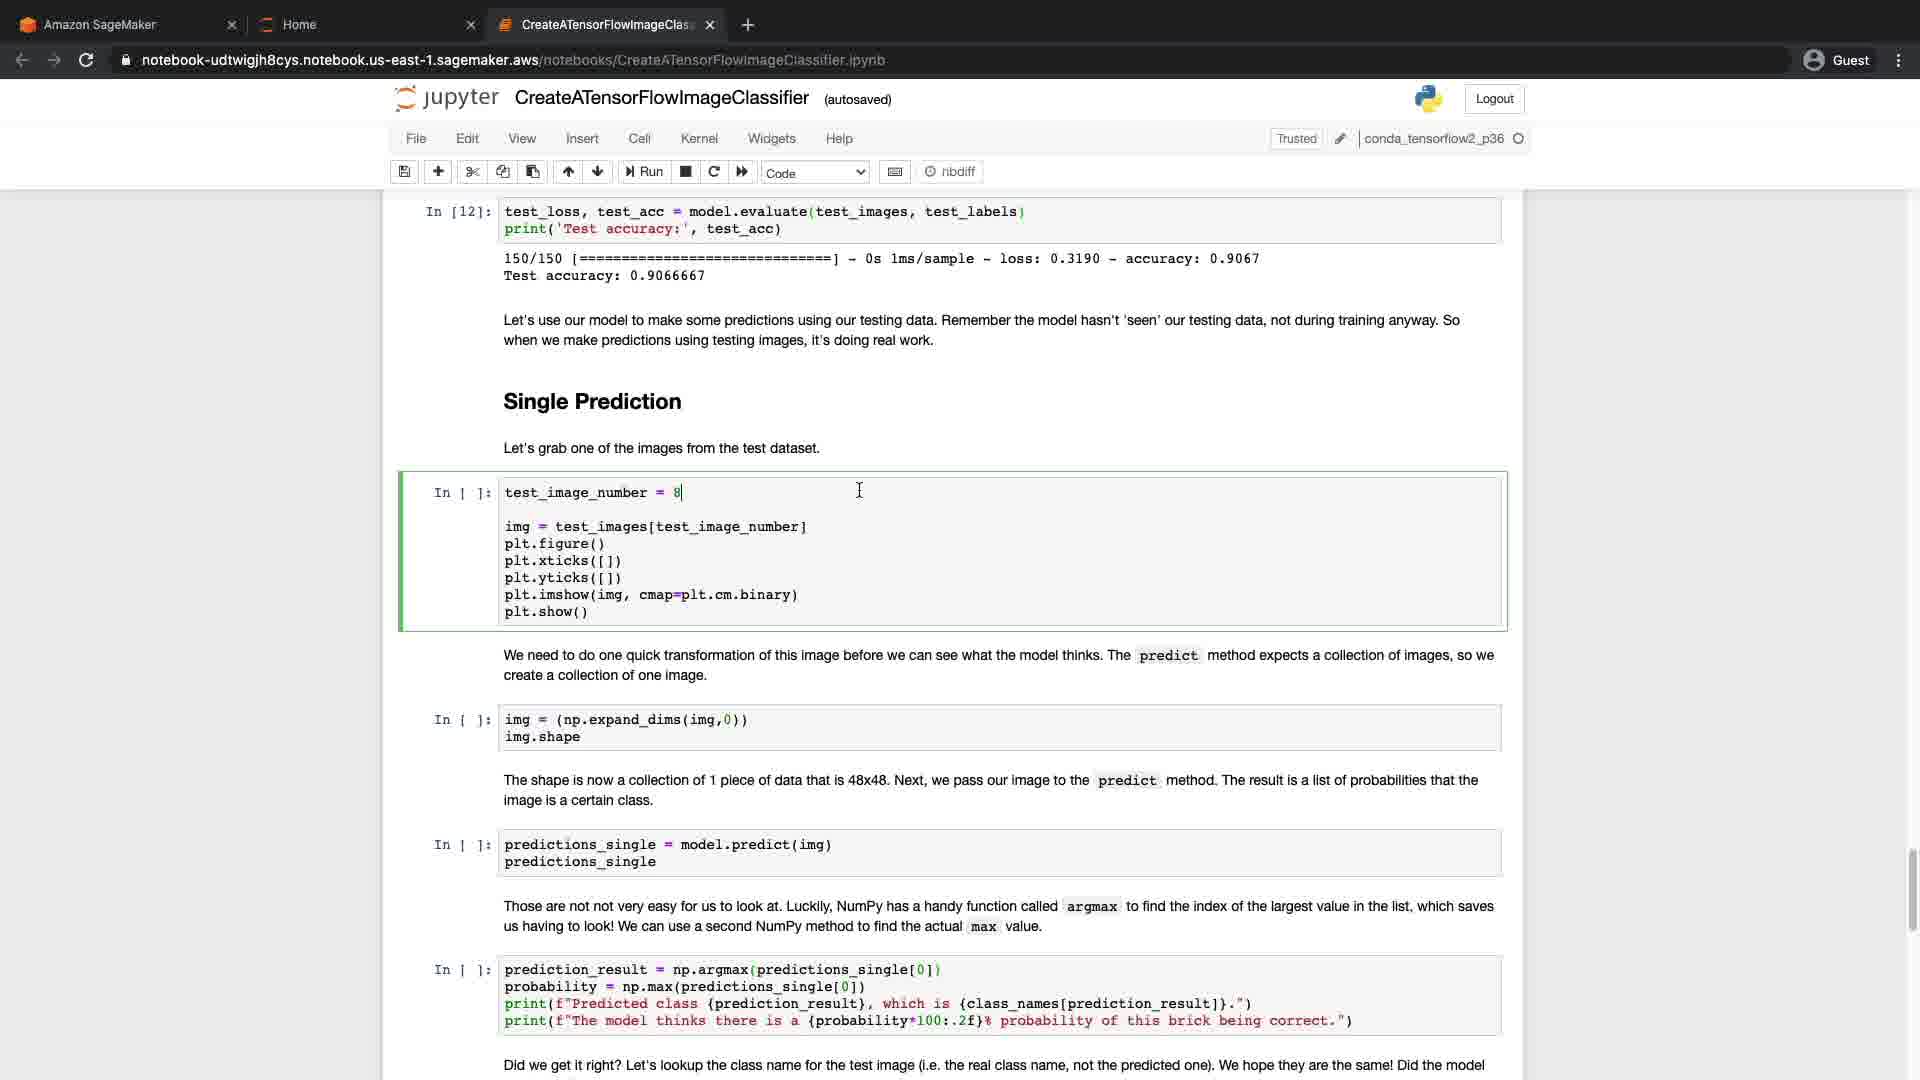 Amazon SageMaker
Home
CreateATensorFlowImageClas
notebook-udtwigjh8cys.notebook.us-east-1.sagemaker.aws/notebooks/CreateATensorFlowImageClassifier.ipynb
Guest
jupyter CreateATensorFlowImageClassifier (autosaved)
Logout
File Edit View Insert Cell Kernel Widgets Help
Trusted conda_tensorflow2_p36
Run Code nbdiff
In [12]: test_loss, test_acc = model.evaluate(test_images, test_labels)
print('Test accuracy:', test_acc)
150/150 [==============================] - 0s 1ms/sample - loss: 0.3190 - accuracy: 0.9067
Test accuracy: 0.9066667
Let's use our model to make some predictions using our testing data. Remember the model hasn't 'seen' our testing data, not during training anyway. So
when we make predictions using testing images, it's doing real work.
Single Prediction
Let's grab one of the images from the test dataset.
In [ ]: test_image_number = 8
img = test_images[test_image_number]
plt.figure()
plt.xticks([])
plt.yticks([])
plt.imshow(img, cmap=plt.cm.binary)
plt.show()
We need to do one quick transformation of this image before we can see what the model thinks. The predict method expects a collection of images, so we
create a collection of one image.
In [ ]: img = (np.expand_dims(img,0))
img.shape
The shape is now a collection of 1 piece of data that is 48x48. Next, we pass our image to the predict method. The result is a list of probabilities that the
image is a certain class.
In [ ]: predictions_single = model.predict(img)
predictions_single
Those are not not very easy for us to look at. Luckily, NumPy has a handy function called argmax to find the index of the largest value in the list, which saves
us having to look! We can use a second NumPy method to find the actual max value.
In [ ]: prediction_result = np.argmax(predictions_single[0])
probability = np.max(predictions_single[0])
print(f"Predicted class {prediction_result}, which is {class_names[prediction_result]}.")
print(f"The model thinks there is a {probability*100:.2f}% probability of this brick being correct.")
Did we get it right? Let's lookup the class name for the test image (i.e. the real class name, not the predicted one). We hope they are the same! Did the model